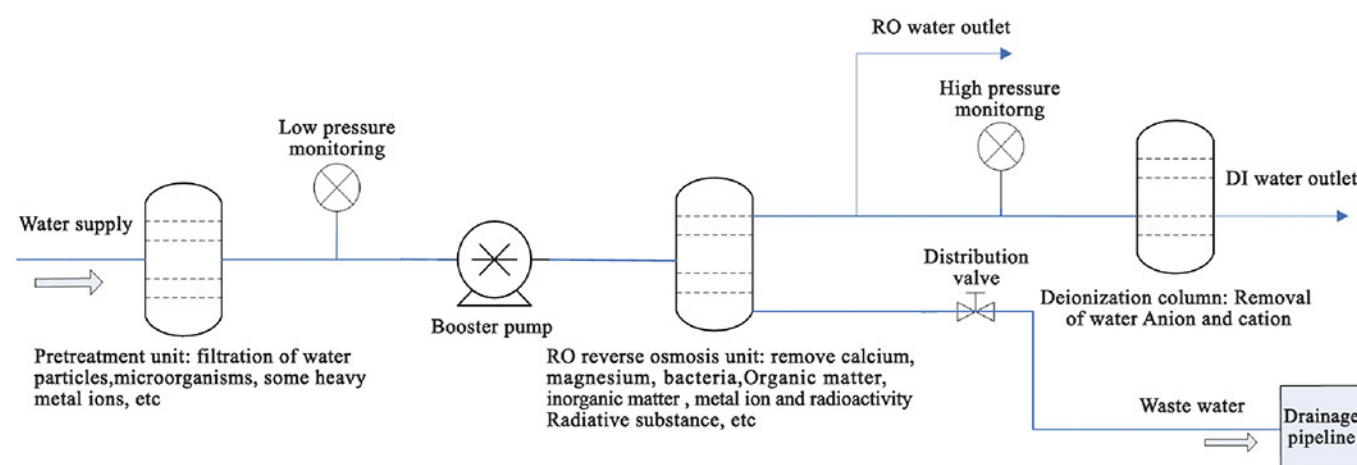 RO water outlet
High pressure
monitorng
Low pressure
monitoring
DI water outlet
Water supply
Distribution
valve
Booster pump
Deionization column: Removal
of water Anion and cation
Pretreatment unit: filtration of water
particles,microorganisms, some heavy
metal ions, etc
RO reverse osmosis unit: remove calcium,
magnesium, bacteria,Organic matter,
inorganic matter , metal ion and radioactivity
Radiative substance, etc
Waste water
Drainage
pipeline